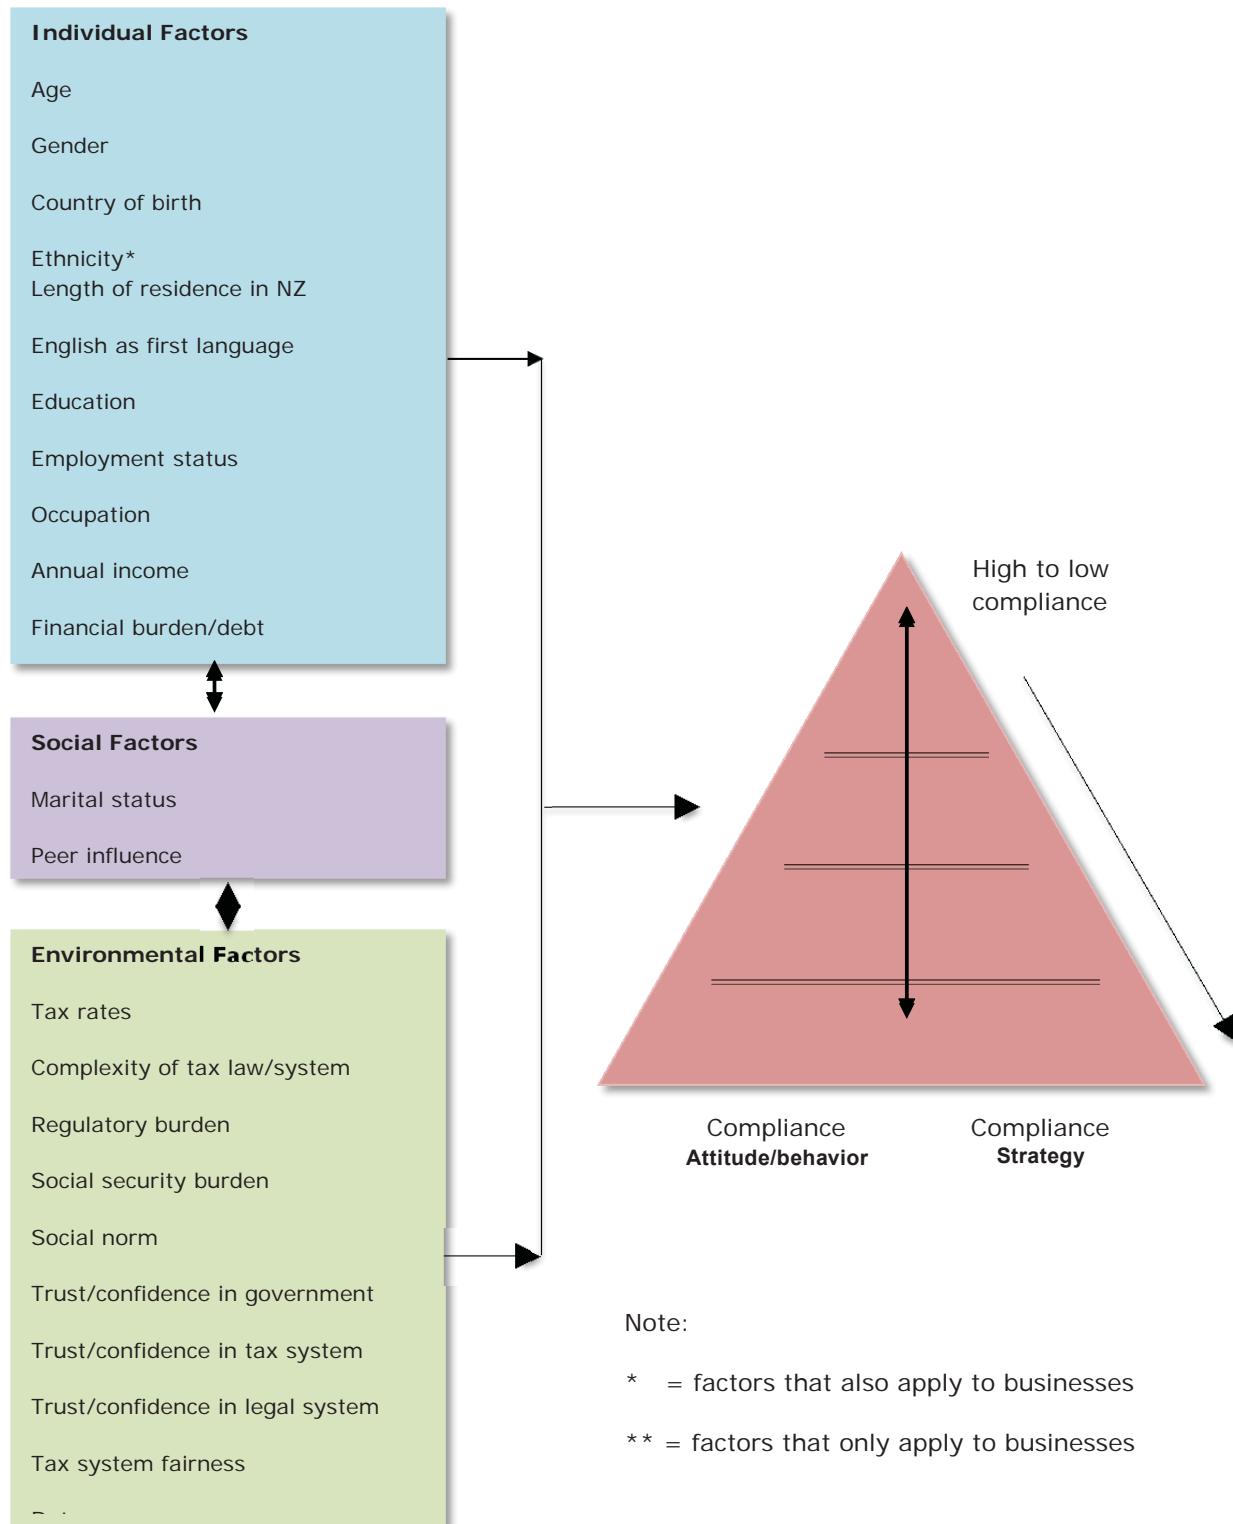 Individual Factors
Age
Gender
Country of birth
Ethnicity*
Length of residence in NZ
English as first language
Education
Employment status
Occupation
Annual income
Financial burden/debt
Social Factors
Marital status
Peer influence
Environmental Factors
Tax rates
Complexity of tax law/system
Regulatory burden
Social security burden
Social norm
Trust/confidence in government
Trust/confidence in tax system
Trust/confidence in legal system
Tax system fairness
High to low
compliance
Compliance
Attitude/behavior
Compliance
Strategy
Note:
* = factors that also apply to businesses
** = factors that only apply to businesses